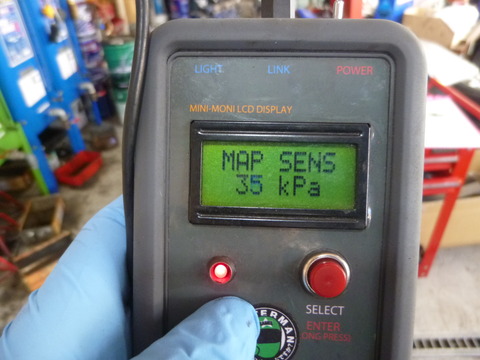 LIGHT LINK POWER
MINI-MONI LCD DISPLAY
MAP SENS
35 kPa
SELECT
ENTER